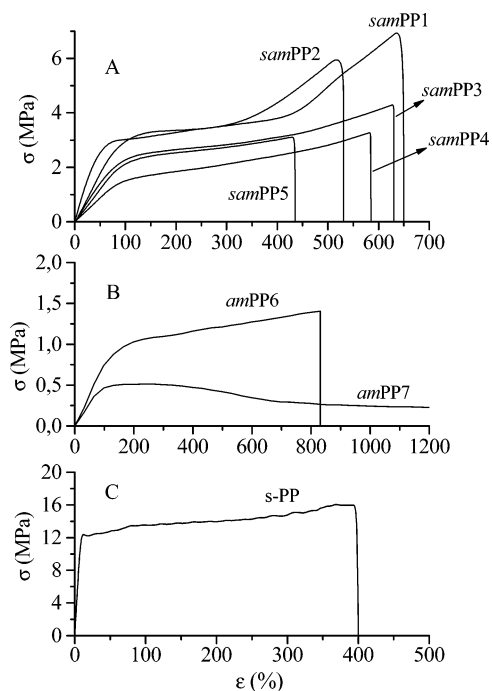 A
samPP2
samPP1
samPP3
samPP4
samPP5
σ (MPa)
6
4
2
0
0 100 200 300 400 500 600 700
B
amPP6
amPP7
σ (MPa)
2,0
1,5
1,0
0,5
0,0
0 200 400 600 800 1000 1200
C
s-PP
σ (MPa)
20
16
12
8
4
0
0 100 200 300 400 500
ε (%)